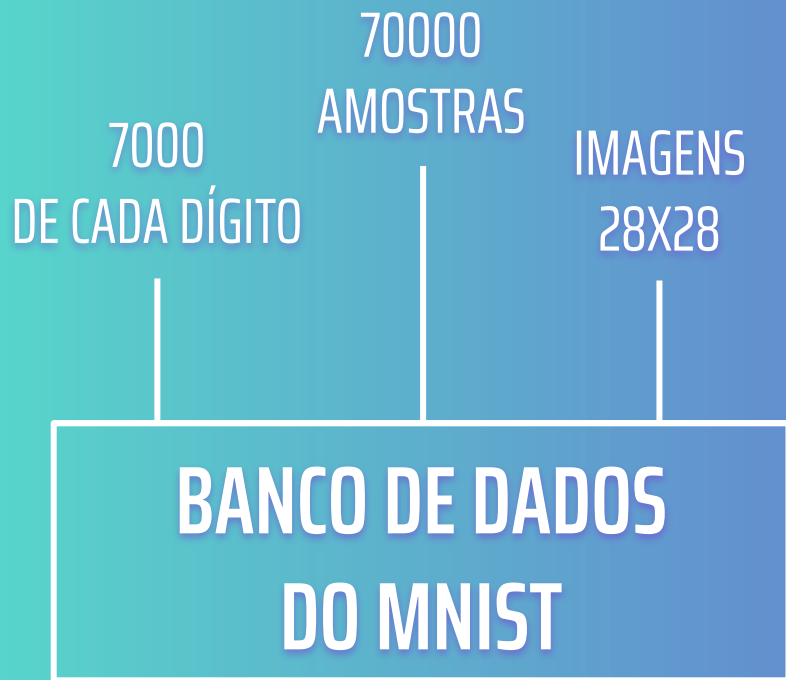 70000
AMOSTRAS
7000
DE CADA DÍGITO
IMAGENS
28X28
BANCO DE DADOS
DO MNIST